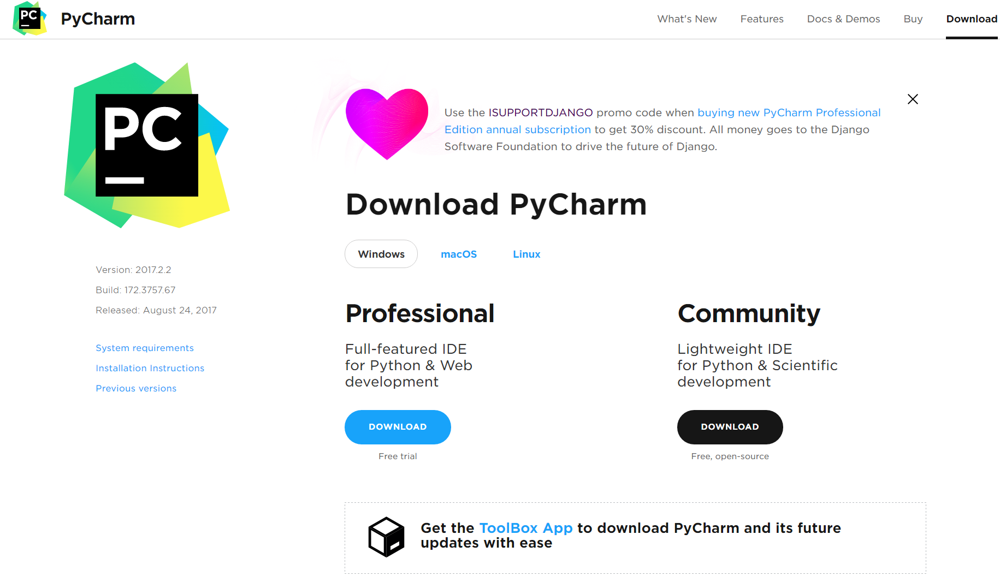 PC PyCharm What's New Features Docs & Demos Buy Download
PC
Use the ISUPPORTDJANGO promo code when buying new PyCharm Professional
Edition annual subscription to get 30% discount. All money goes to the Django
Software Foundation to drive the future of Django.
Download PyCharm
Windows macOS Linux
Version: 2017.2.2
Build: 172.3757.67
Released: August 24, 2017
System requirements
Installation Instructions
Previous versions
Professional
Full-featured IDE
for Python & Web
development
DOWNLOAD
Free trial
Community
Lightweight IDE
for Python & Scientific
development
DOWNLOAD
Free, open-source
Get the ToolBox App to download PyCharm and its future
updates with ease